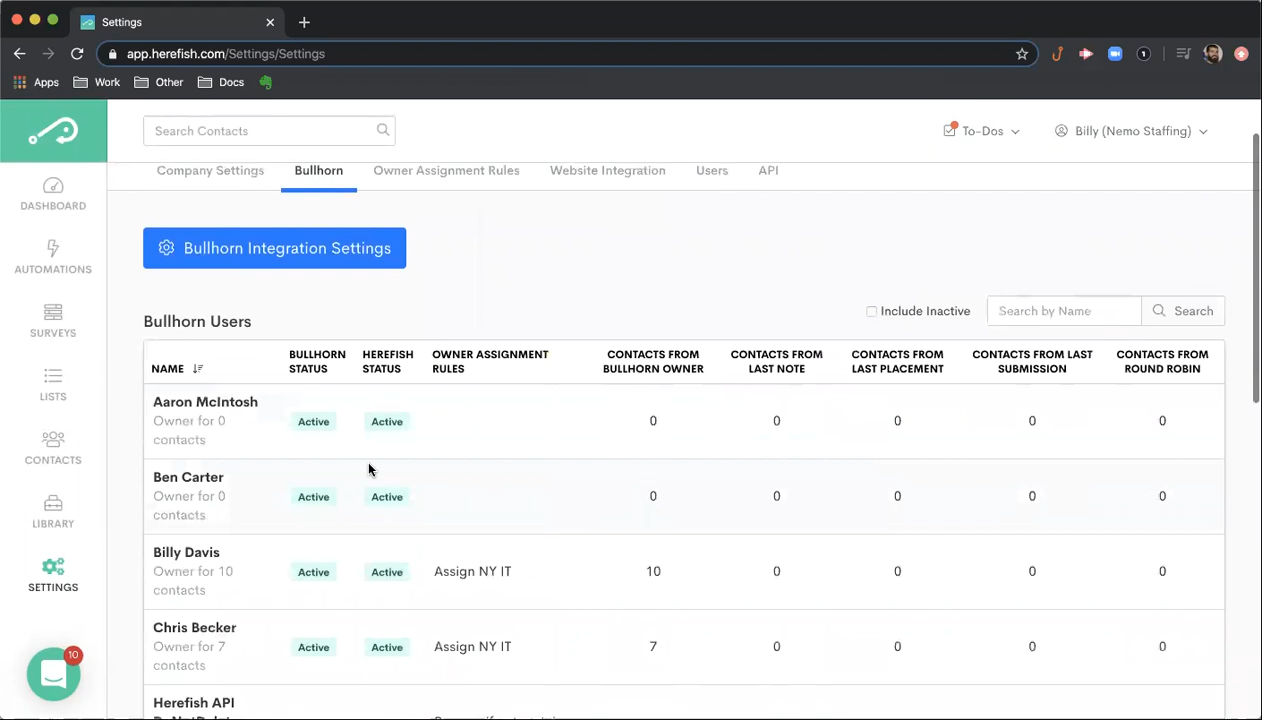 Settings
app.herefish.com/Settings/Settings
Apps
Work
Other
Docs
Search Contacts
To-Dos
Billy (Nemo Staffing)
Company Settings
Bullhorn
Owner Assignment Rules
Website Integration
Users
API
DASHBOARD
AUTOMATIONS
SURVEYS
LISTS
CONTACTS
LIBRARY
SETTINGS
10
Bullhorn Integration Settings
Bullhorn Users
Include Inactive
Search by Name
Search
NAME
BULLHORN
STATUS
HEREFISH
STATUS
OWNER ASSIGNMENT
RULES
CONTACTS FROM
BULLHORN OWNER
CONTACTS FROM
LAST NOTE
CONTACTS FROM
LAST PLACEMENT
CONTACTS FROM LAST
SUBMISSION
CONTACTS FROM
ROUND ROBIN
Aaron McIntosh
Owner for 0
contacts
Active
Active
0
0
0
0
0
Ben Carter
Owner for 0
contacts
Active
Active
0
0
0
0
0
Billy Davis
Owner for 10
contacts
Active
Active
Assign NY IT
10
0
0
0
0
Chris Becker
Owner for 7
contacts
Active
Active
Assign NY IT
7
0
0
0
0
Herefish API